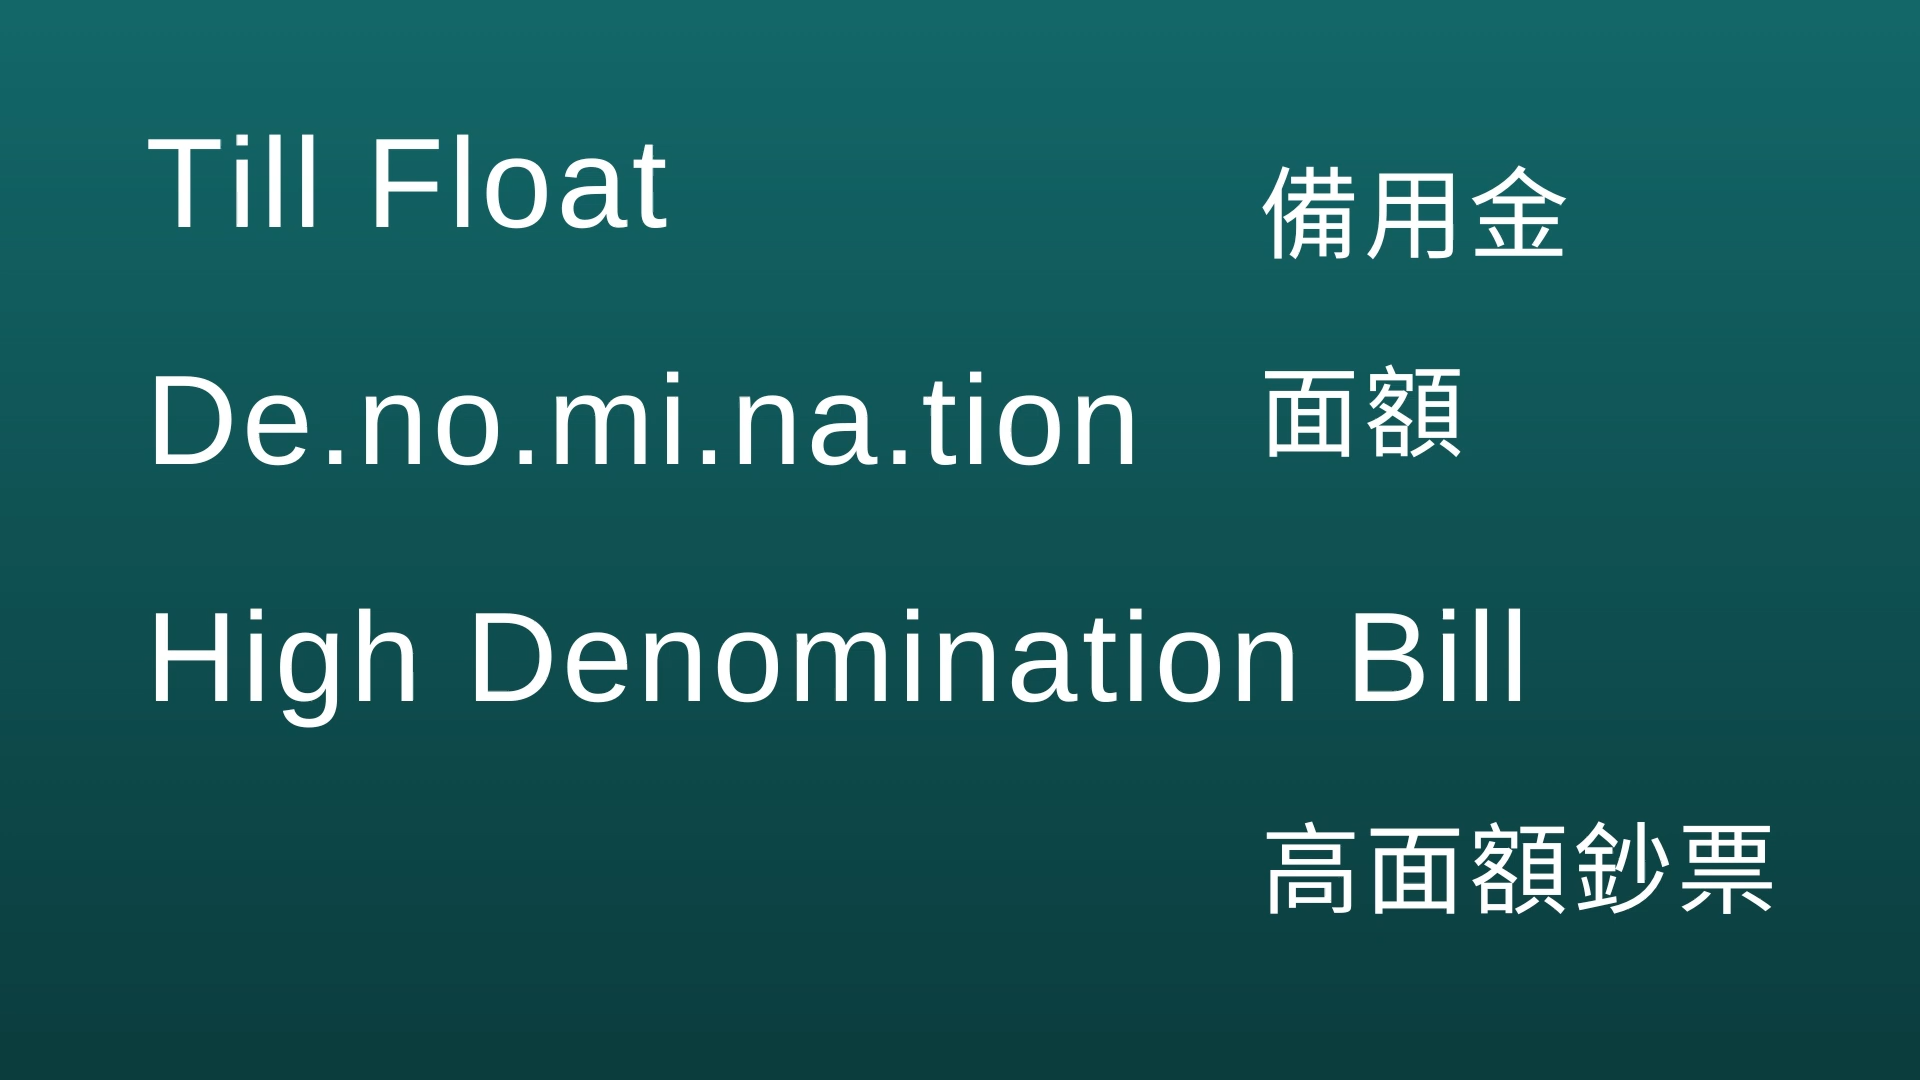 Till Float
備用金
De.no.mi.na.tion
面額
High Denomination Bill
高面額鈔票